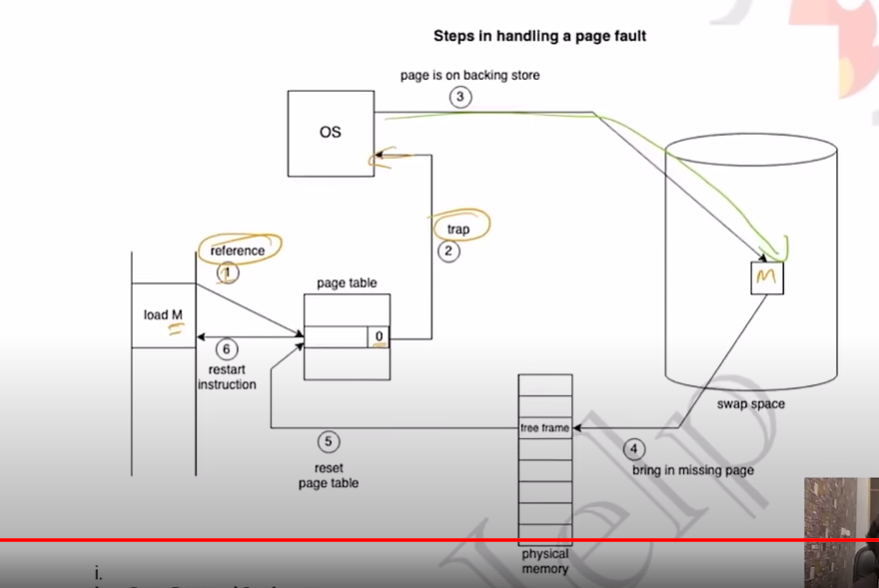 Steps in handling a page fault
page is on backing store
3
OS
trap
2
reference
1
page table
load M
0
M
6
restart
instruction
swap space
free frame
4
bring in missing page
5
reset
page table
physical
memory
i.